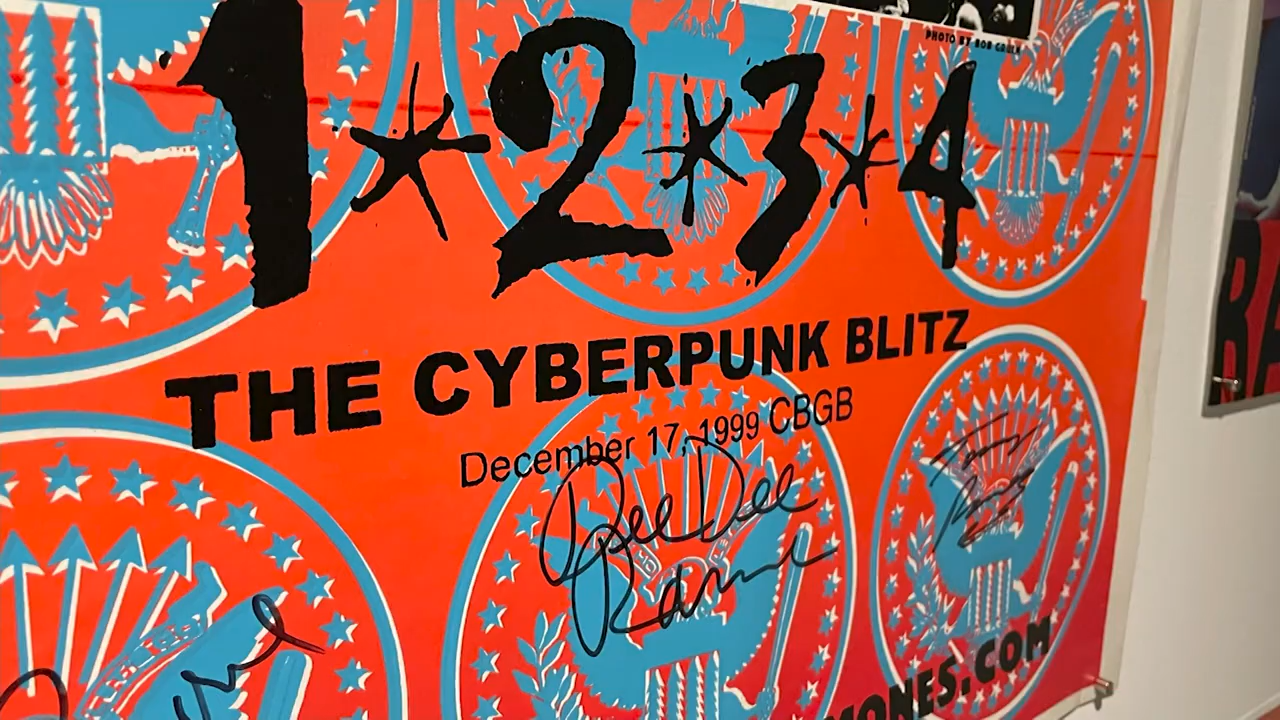 PHOTO BY BOB GRUEN
1*2*3*4
THE CYBERPUNK BLITZ
December 17, 1999 CBGB
Dee Dee
Ramone
MONES.COM
RA